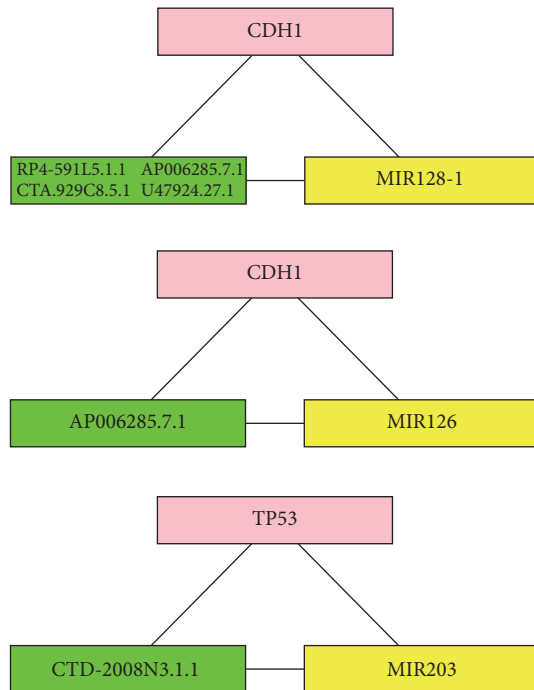 CDH1
RP4-591L5.1.1 AP006285.7.1
CTA.929C8.5.1 U47924.27.1
MIR128-1
CDH1
AP006285.7.1
MIR126
TP53
CTD-2008N3.1.1
MIR203